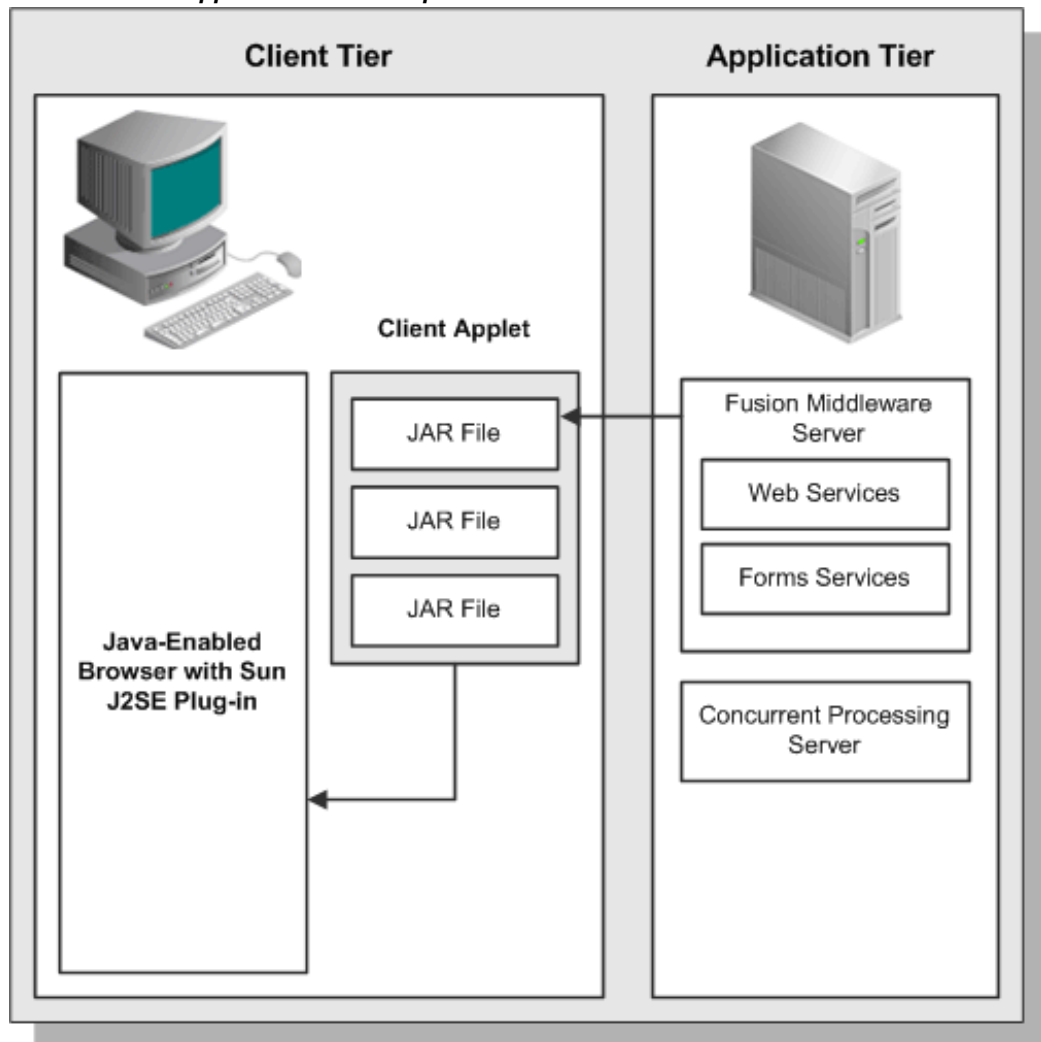 Client Tier
Application Tier
Client Applet
JAR File
JAR File
JAR File
Java-Enabled
Browser with Sun
J2SE Plug-in
Fusion Middleware
Server
Web Services
Forms Services
Concurrent Processing
Server